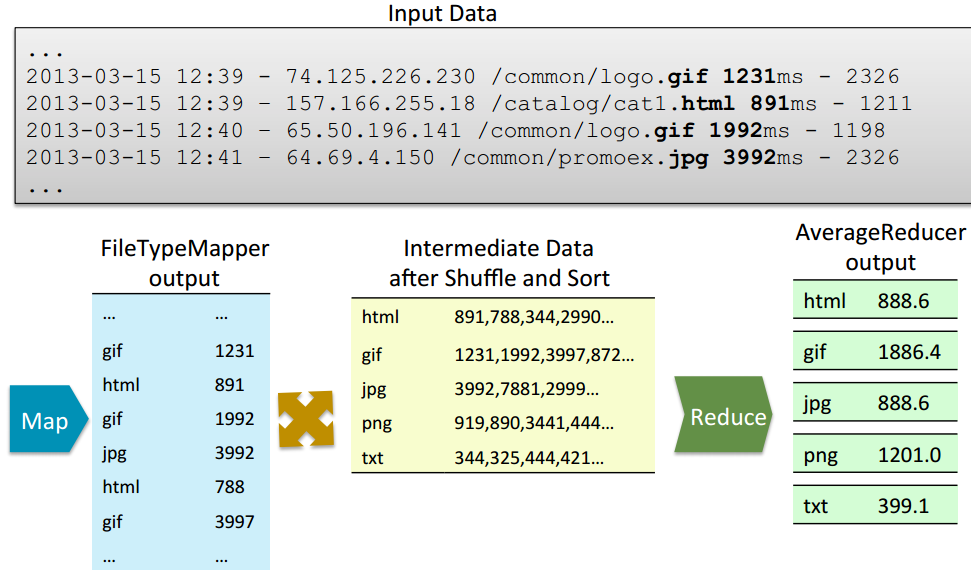 Input Data
...
2013-03-15 12:39 – 74.125.226.230 /common/logo.gif 1231ms - 2326
2013-03-15 12:39 – 157.166.255.18 /catalog/cat1.html 891ms - 1211
2013-03-15 12:40 – 65.50.196.141 /common/logo.gif 1992ms - 1198
2013-03-15 12:41 – 64.69.4.150 /common/promoex.jpg 3992ms - 2326
...
Map
FileTypeMapper
output
... ...
gif 1231
html 891
gif 1992
jpg 3992
html 788
gif 3997
... ...
Intermediate Data
after Shuffle and Sort
html 891,788,344,2990...
gif 1231,1992,3997,872...
jpg 3992,7881,2999...
png 919,890,3441,444...
txt 344,325,444,421...
Reduce
AverageReducer
output
html 888.6
gif 1886.4
jpg 888.6
png 1201.0
txt 399.1